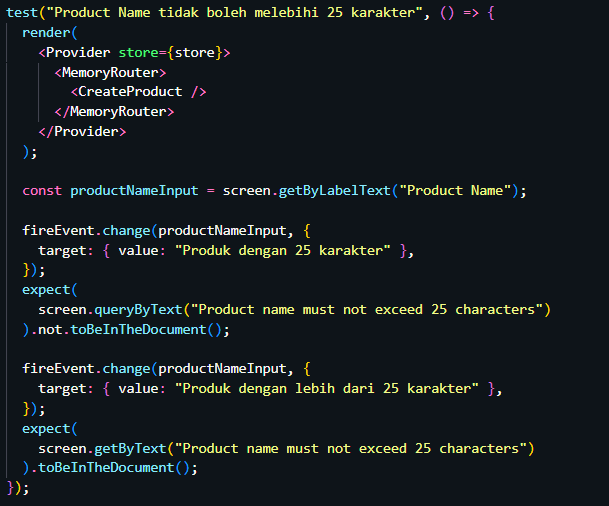 test("Product Name tidak boleh melebihi 25 karakter", () => {
  render(
    <Provider store={store}>
      <MemoryRouter>
        <CreateProduct />
      </MemoryRouter>
    </Provider>
  );

  const productNameInput = screen.getByLabelText("Product Name");

  fireEvent.change(productNameInput, {
    target: { value: "Produk dengan 25 karakter" },
  });
  expect(
    screen.queryByText("Product name must not exceed 25 characters")
  ).not.toBeInTheDocument();

  fireEvent.change(productNameInput, {
    target: { value: "Produk dengan lebih dari 25 karakter" },
  });
  expect(
    screen.getByText("Product name must not exceed 25 characters")
  ).toBeInTheDocument();
});